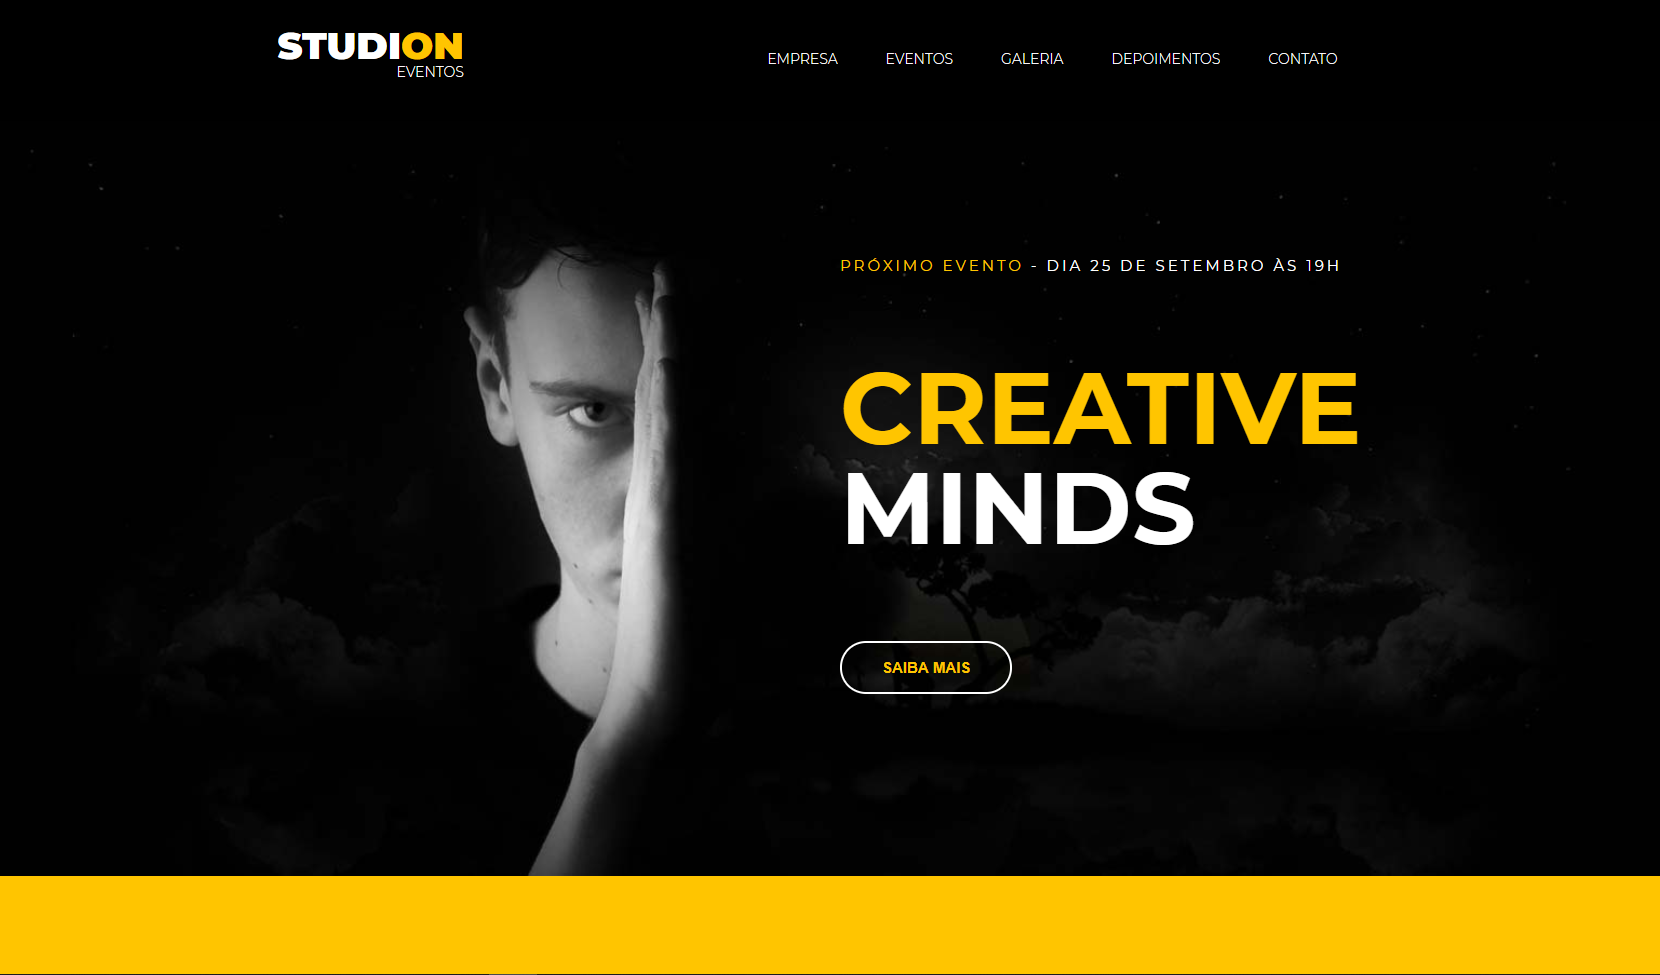 STUDION
EVENTOS
EMPRESA EVENTOS GALERIA DEPOIMENTOS CONTATO
PRÓXIMO EVENTO - DIA 25 DE SETEMBRO ÀS 19H
CREATIVE
MINDS
SAIBA MAIS